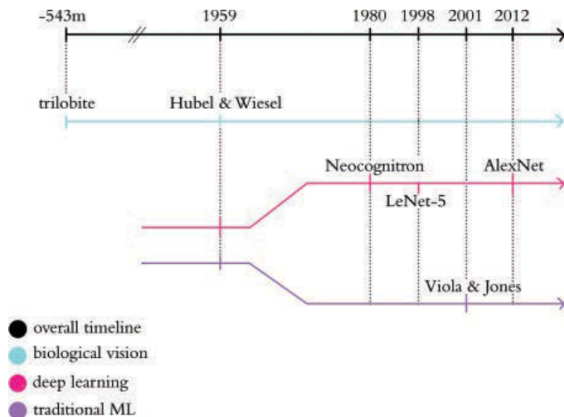 -543m 1959 1980 1998 2001 2012
trilobite Hubel & Wiesel
Neocognitron AlexNet
LeNet-5
Viola & Jones
overall timeline
biological vision
deep learning
traditional ML